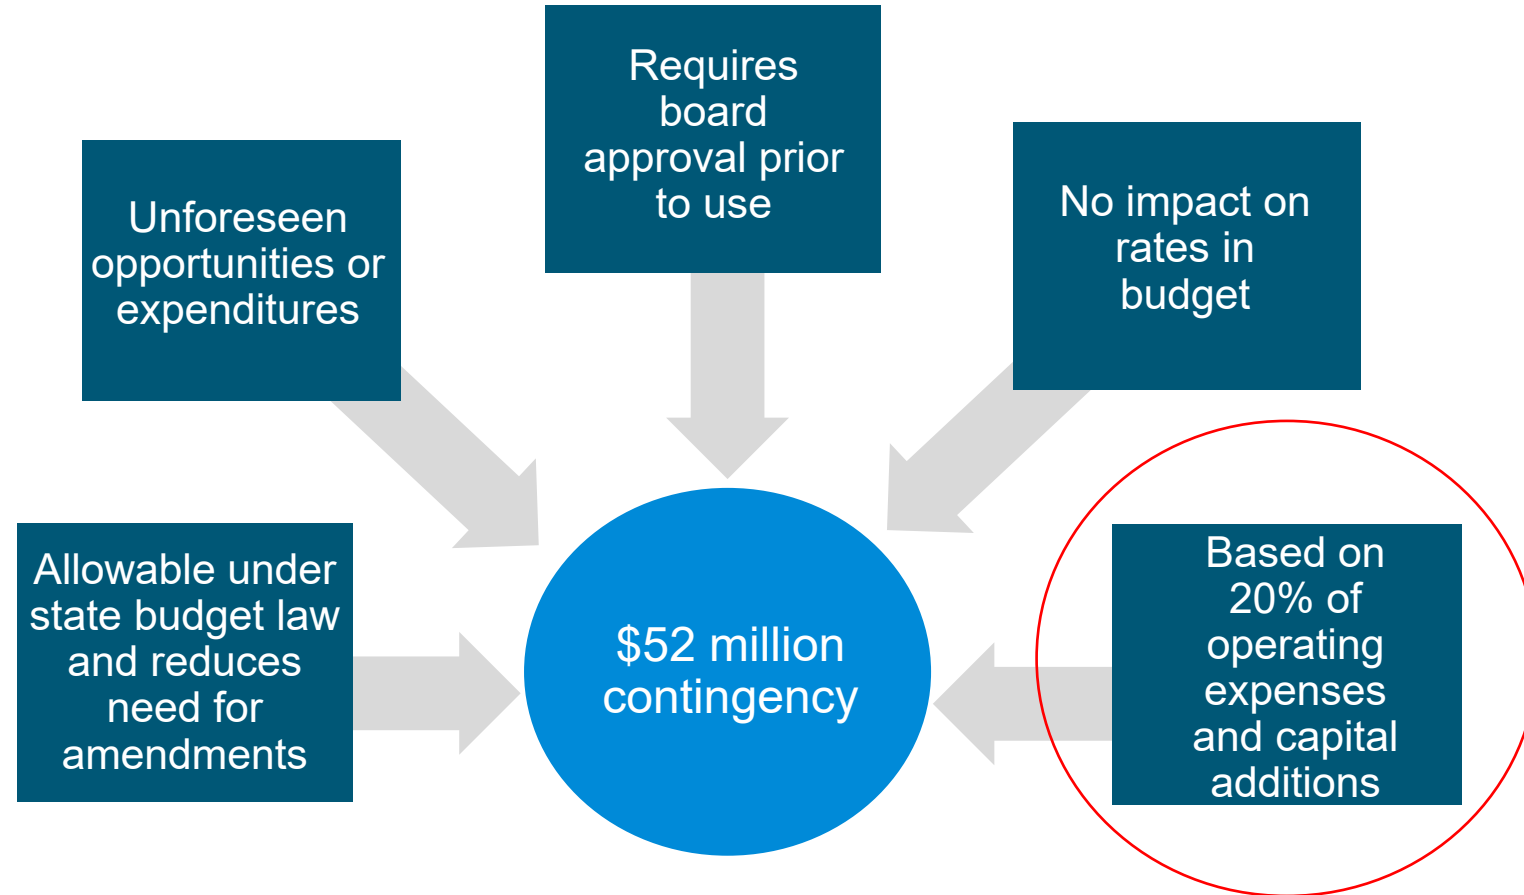 Requires
board
approval prior
to use
Unforeseen
opportunities or
expenditures
No impact on
rates in
budget
Allowable under
state budget law
and reduces
need for
amendments
$52 million
contingency
Based on
20% of
operating
expenses
and capital
additions